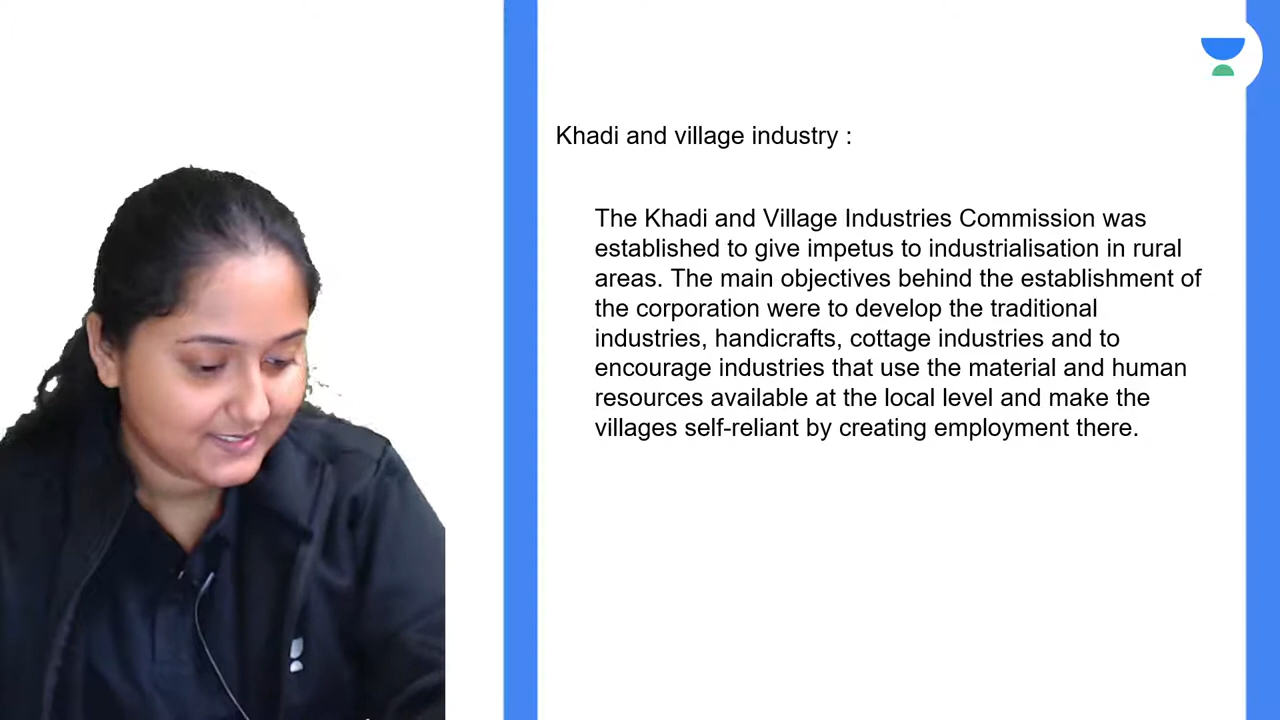 Khadi and village industry :
The Khadi and Village Industries Commission was
established to give impetus to industrialisation in rural
areas. The main objectives behind the establishment of
the corporation were to develop the traditional
industries, handicrafts, cottage industries and to
encourage industries that use the material and human
resources available at the local level and make the
villages self-reliant by creating employment there.